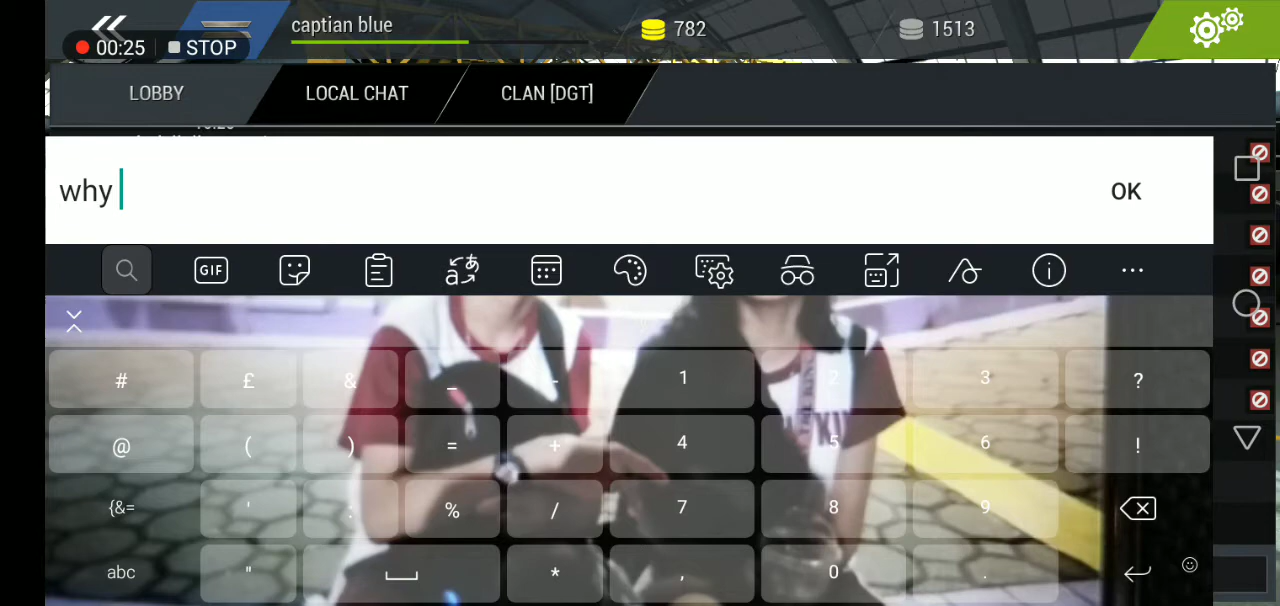 captian blue
782
1513
00:25 STOP
LOBBY
LOCAL CHAT
CLAN [DGT]
why
OK
GIF
# £ & _ - 1 2 3 ?
@ ( ) = + 4 5 6 !
{&= ' : % / 7 8 9
abc " * , 0 .